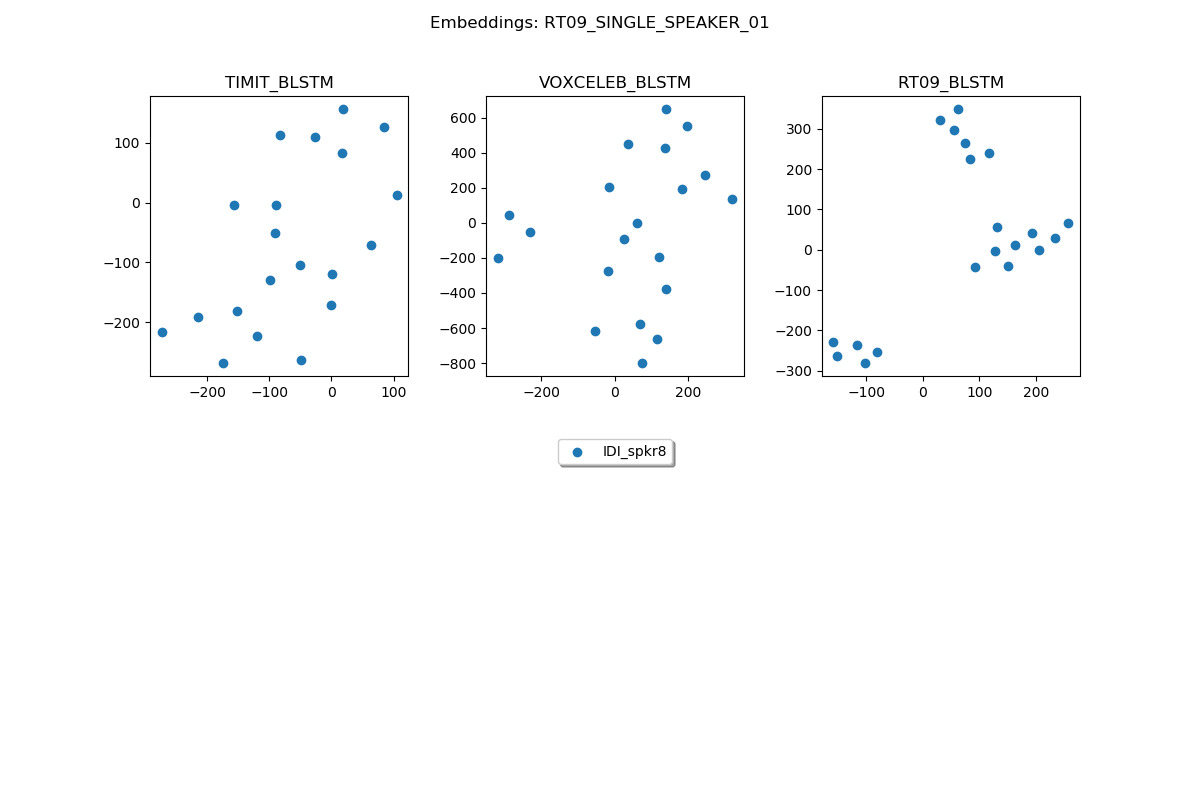 Embeddings: RT09_SINGLE_SPEAKER_01
TIMIT_BLSTM
100
0
−100
−200
−200 −100 0 100
VOXCELEB_BLSTM
600
400
200
0
−200
−400
−600
−800
−200 0 200
RT09_BLSTM
300
200
100
0
−100
−200
−300
−100 0 100 200
IDI_spkr8